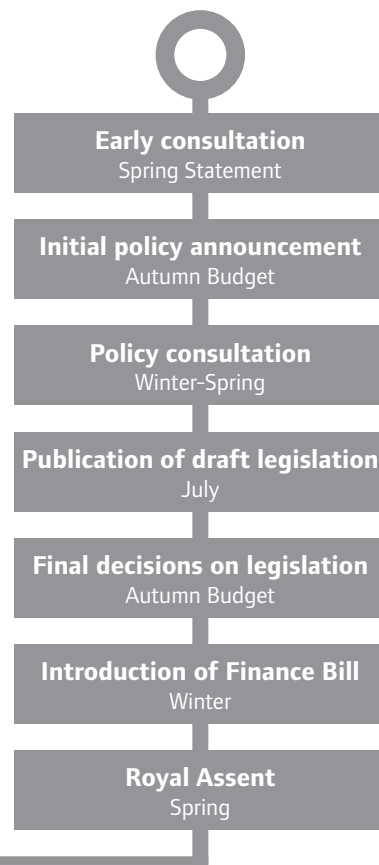 Early consultation
Spring Statement
Initial policy announcement
Autumn Budget
Policy consultation
Winter-Spring
Publication of draft legislation
July
Final decisions on legislation
Autumn Budget
Introduction of Finance Bill
Winter
Royal Assent
Spring